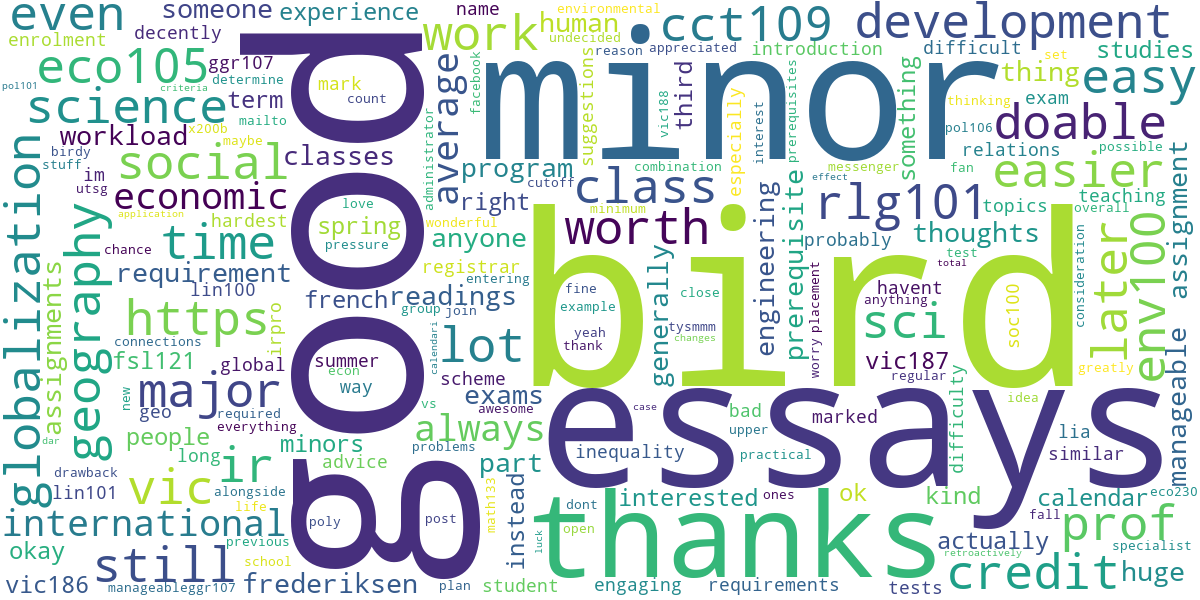 even
someone
experience
name
environmental
enrolment
decently
work
human
undecided
cct109
development
eco105
ggr107
determine
reason
appreciated
introduction
difficult
studies
pol101
criteria
mark
count
good
minor
thing
easy
science
term
mailto
average
facebook
suggestions
vic188
third
interest
prerequisites
something
thinking
set
exam
workload
x200b
maybe
administrator
pol106
doable
birdy
stuff
im
utsg
social
classes
program
combination
especially
messenger
fan
relations
possible
easier
economic
love
right
cutoff
class
effect
rlg101
topics
teaching
overall
application
hardest
spring
pressure
wonderful
minimum
worth
probably
thoughts
assignment
globalization
geography
time
anyone
bird
engineering
prerequisite
test
total
consideration
later
env100
chance
requirement
registrar
entering
generally
worry placement
havent
anything
assignments
lin100
french
readings
fine
close
example
tysmmm
changes
sci
soc100
https
group
join
yeah
thank
connections
irpro
calendari
lot
fsl121
global
summer
econ
way
scheme
vic187
regular
greatly
major
exams
new
geo
required
everything
vs
awesome
case
bad
upper
marked
idea
manageable
people
minors
always
essays
practical
difficulty
lia
similar
long
ir
advice
problems
inequality
dar
drawback
part
lin101
vic
alongside
life
poly
post
math133
instead
dont
interested
ones
ok
kind
calendar
eco230
international
previous
open
thanks
fall
prof
okay
school
luck
actually
specialist
still
retroactively
vic186
manageableggr107
frederiksen
plan
student
engaging
requirements
tests
credit
huge